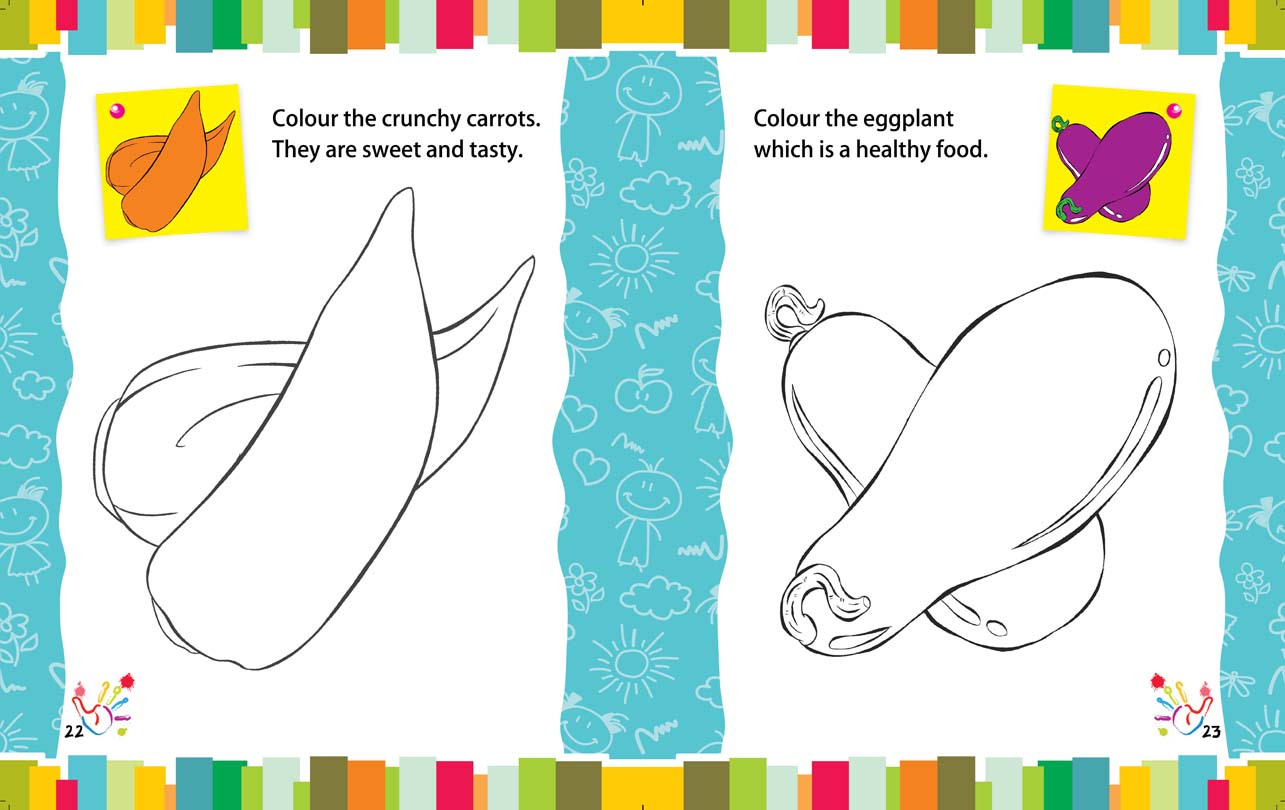 Colour the crunchy carrots.
They are sweet and tasty.
22
Colour the eggplant
which is a healthy food.
23